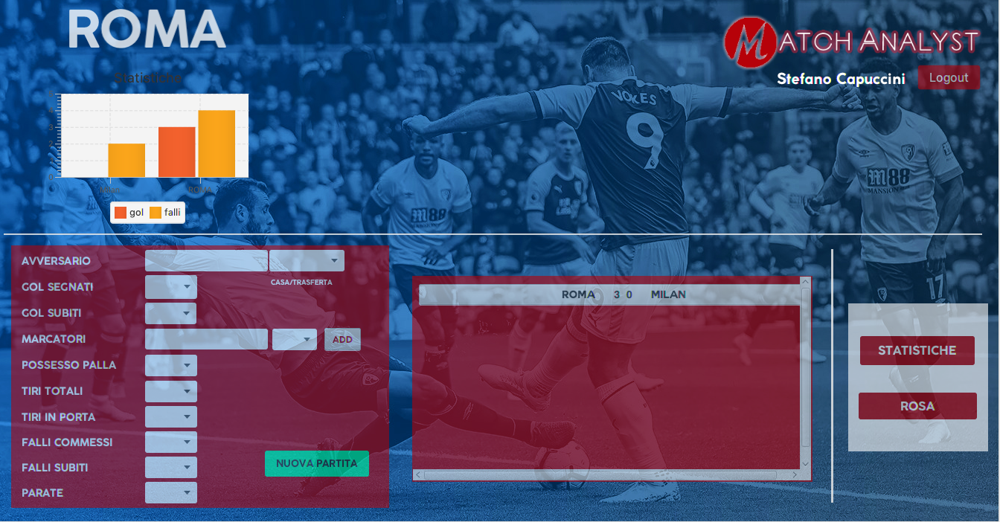 ROMA
MATCH ANALYST
Stefano Capuccini
Logout
Statistiche
5
4
3
2
1
0
ROMA
gol
falli
VOKES
9
M88
M88
MANSION
17
AVVERSARIO
CASA/TRASFERTA
GOL SEGNATI
GOL SUBITI
MARCATORI
ADD
POSSESSO PALLA
TIRI TOTALI
TIRI IN PORTA
FALLI COMMESSI
FALLI SUBITI
NUOVA PARTITA
PARATE
ROMA 3 0 MILAN
STATISTICHE
ROSA